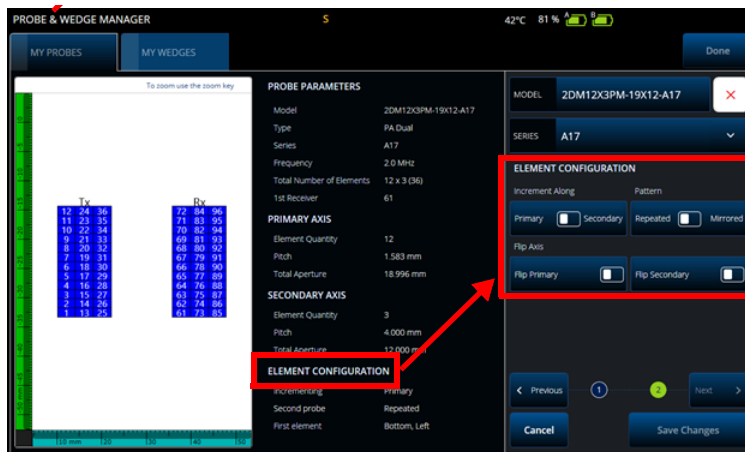 PROBE & WEDGE MANAGER
S
42°C 81 % A B
MY PROBES
MY WEDGES
Done
To zoom use the zoom key
Tx Rx
12 24 36 72 84 96
11 23 35 71 83 95
10 22 34 70 82 94
9 21 33 69 81 93
8 20 32 68 80 92
7 19 31 67 79 91
6 18 30 66 78 90
5 17 29 65 77 89
4 16 28 64 76 88
3 15 27 63 75 87
2 14 26 62 74 86
1 13 25 61 73 85
10 mm 20 30 40 50
PROBE PARAMETERS
Model 2DM12X3PM-19X12-A17
Type PA Dual
Series A17
Frequency 2.0 MHz
Total Number of Elements 12 x 3 (36)
1st Receiver 61
PRIMARY AXIS
Element Quantity 12
Pitch 1.583 mm
Total Aperture 18.996 mm
SECONDARY AXIS
Element Quantity 3
Pitch 4.000 mm
Total Aperture 12.000 mm
ELEMENT CONFIGURATION
Incrementing Primary
Second probe Repeated
First element Bottom, Left
MODEL 2DM12X3PM-19X12-A17
SERIES A17
ELEMENT CONFIGURATION
Increment Along Pattern
Primary Secondary Repeated Mirrored
Flip Axis
Flip Primary Flip Secondary
< Previous 1 2 Next >
Cancel Save Changes